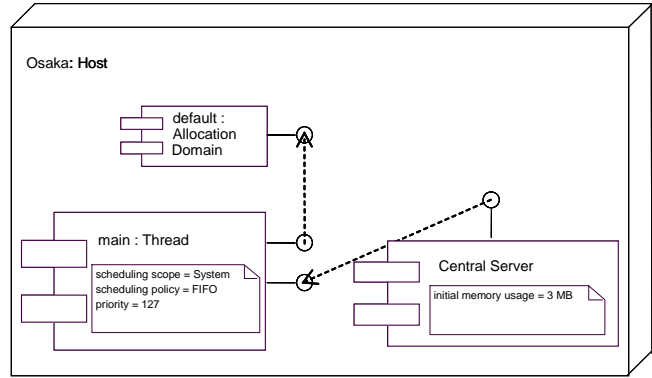 Osaka: Host
default :
Allocation
Domain
main : Thread
scheduling scope = System
scheduling policy = FIFO
priority = 127
Central Server
initial memory usage = 3 MB